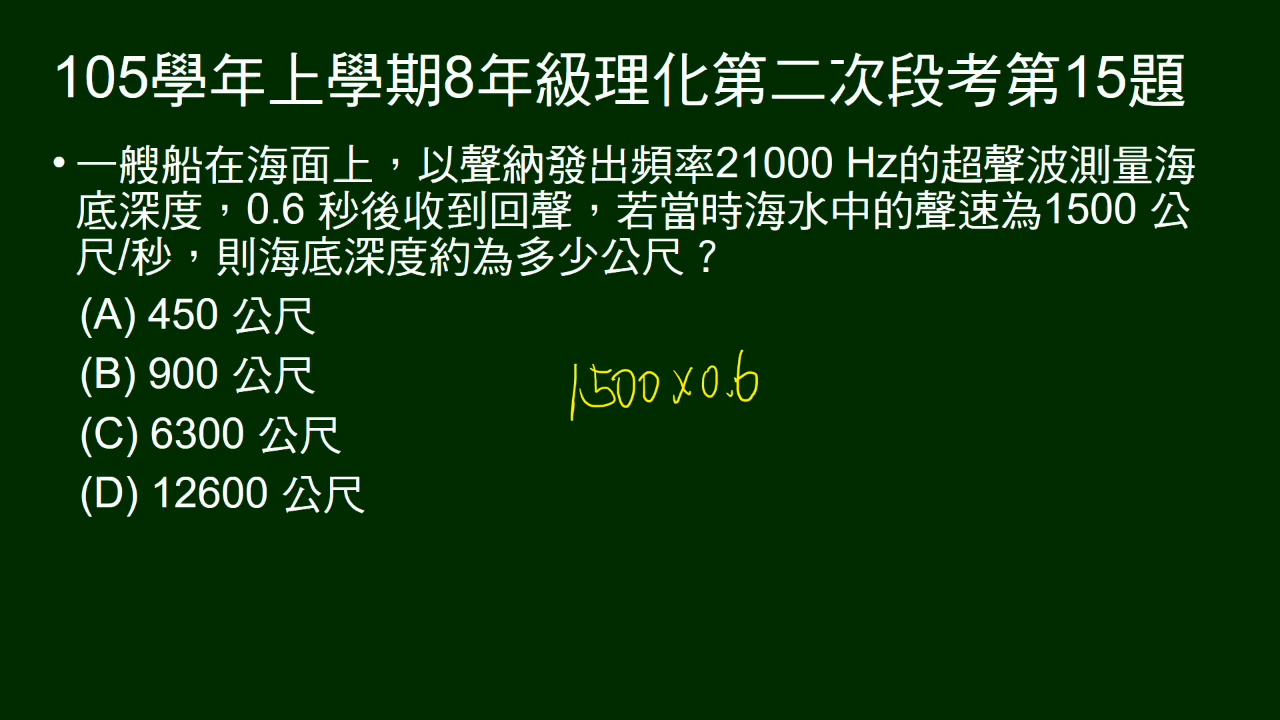 105學年上學期8年級理化第二次段考第15題
• 一艘船在海面上，以聲納發出頻率21000 Hz的超聲波測量海
底深度，0.6 秒後收到回聲，若當時海水中的聲速為1500 公
尺/秒，則海底深度約為多少公尺？
(A) 450 公尺
(B) 900 公尺
(C) 6300 公尺
(D) 12600 公尺
1500×0.6